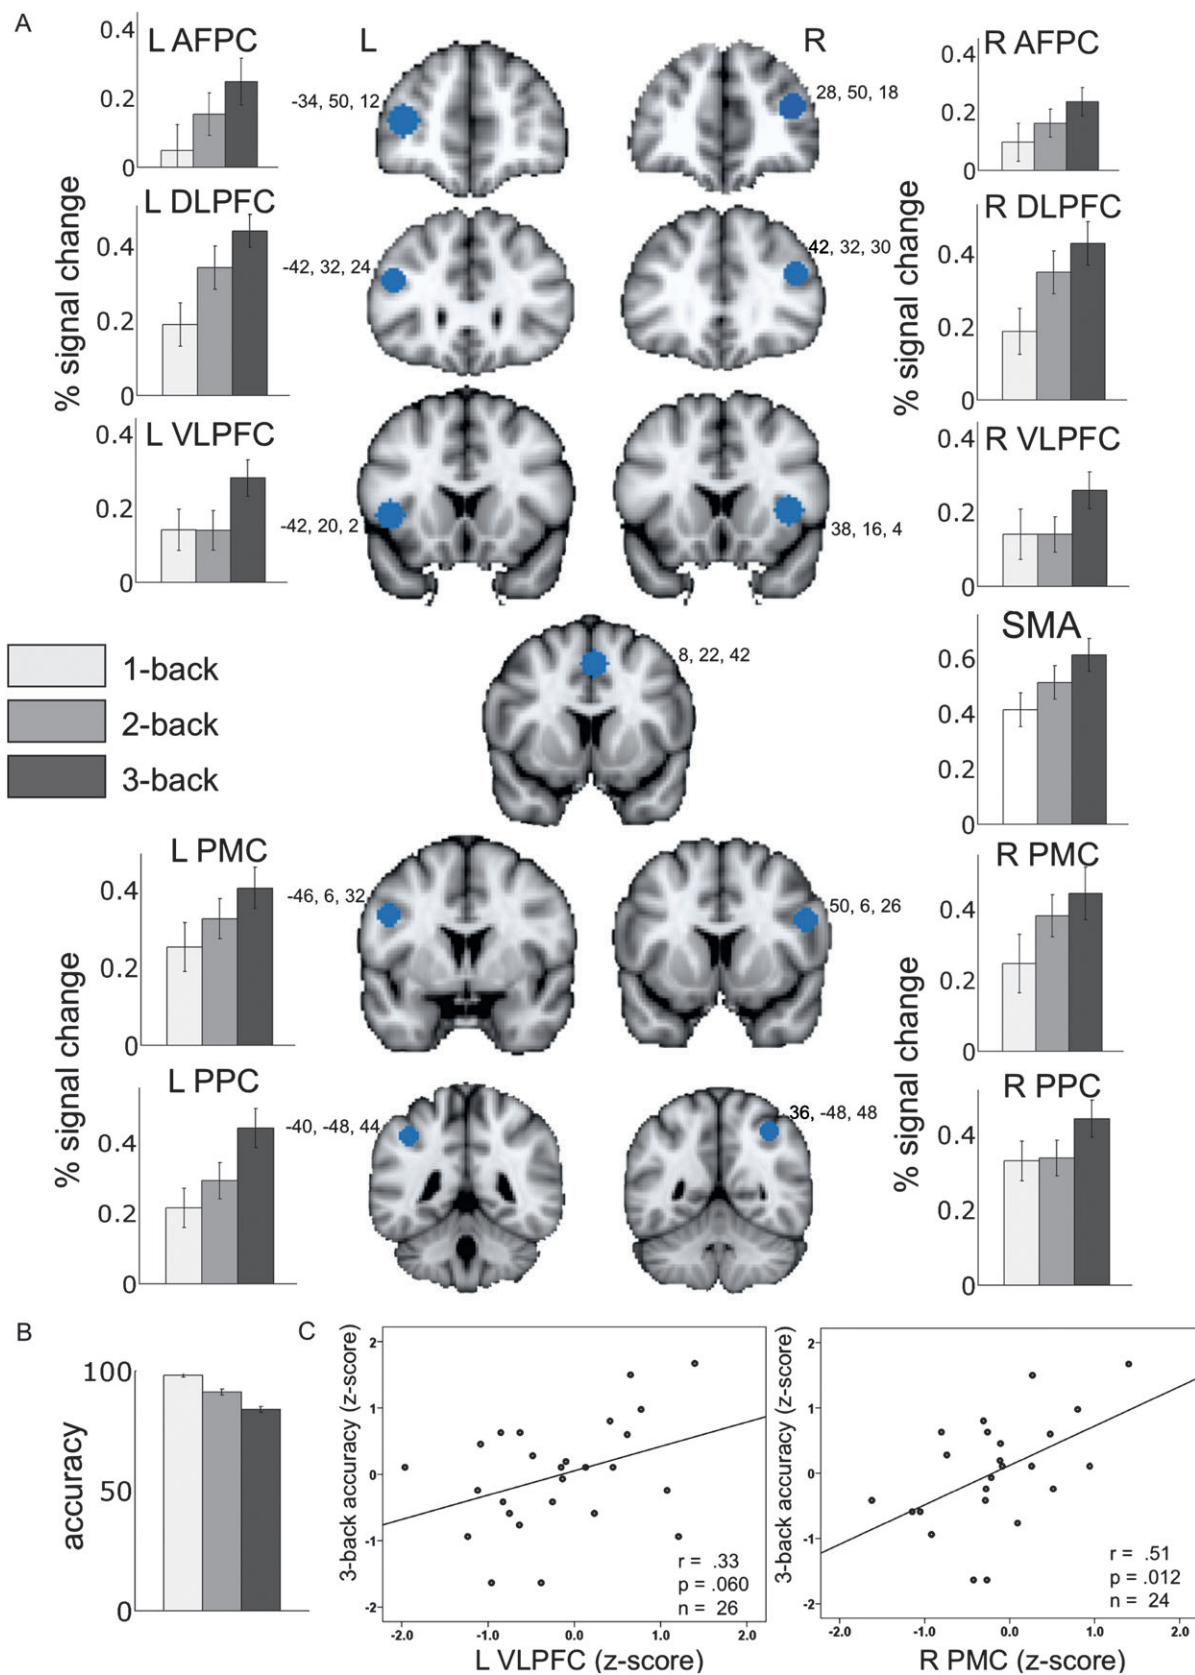 A
L AFPC
L
R
R AFPC
0.4
0.2
0
-34, 50, 12
28, 50, 18
0.4
0.2
0
L DLPFC
R DLPFC
% signal change
0.4
0.2
0
-42, 32, 24
42, 32, 30
% signal change
0.4
0.2
0
L VLPFC
R VLPFC
0.4
0.2
0
-42, 20, 2
38, 16, 4
0.4
0.2
0
1-back
2-back
3-back
8, 22, 42
SMA
0.6
0.4
0.2
0
L PMC
R PMC
% signal change
0.4
0.2
0
-46, 6, 32
50, 6, 26
% signal change
0.4
0.2
0
L PPC
R PPC
0.4
0.2
0
-40, -48, 44
36, -48, 48
0.4
0.2
0
B
accuracy
100
50
0
C
3-back accuracy (z-score)
2
1
0
-1
-2
r = .33
p = .060
n = 26
-2.0 -1.0 0.0 1.0 2.0
L VLPFC (z-score)
3-back accuracy (z-score)
2
1
0
-1
-2
r = .51
p = .012
n = 24
-2.0 -1.0 0.0 1.0 2.0
R PMC (z-score)